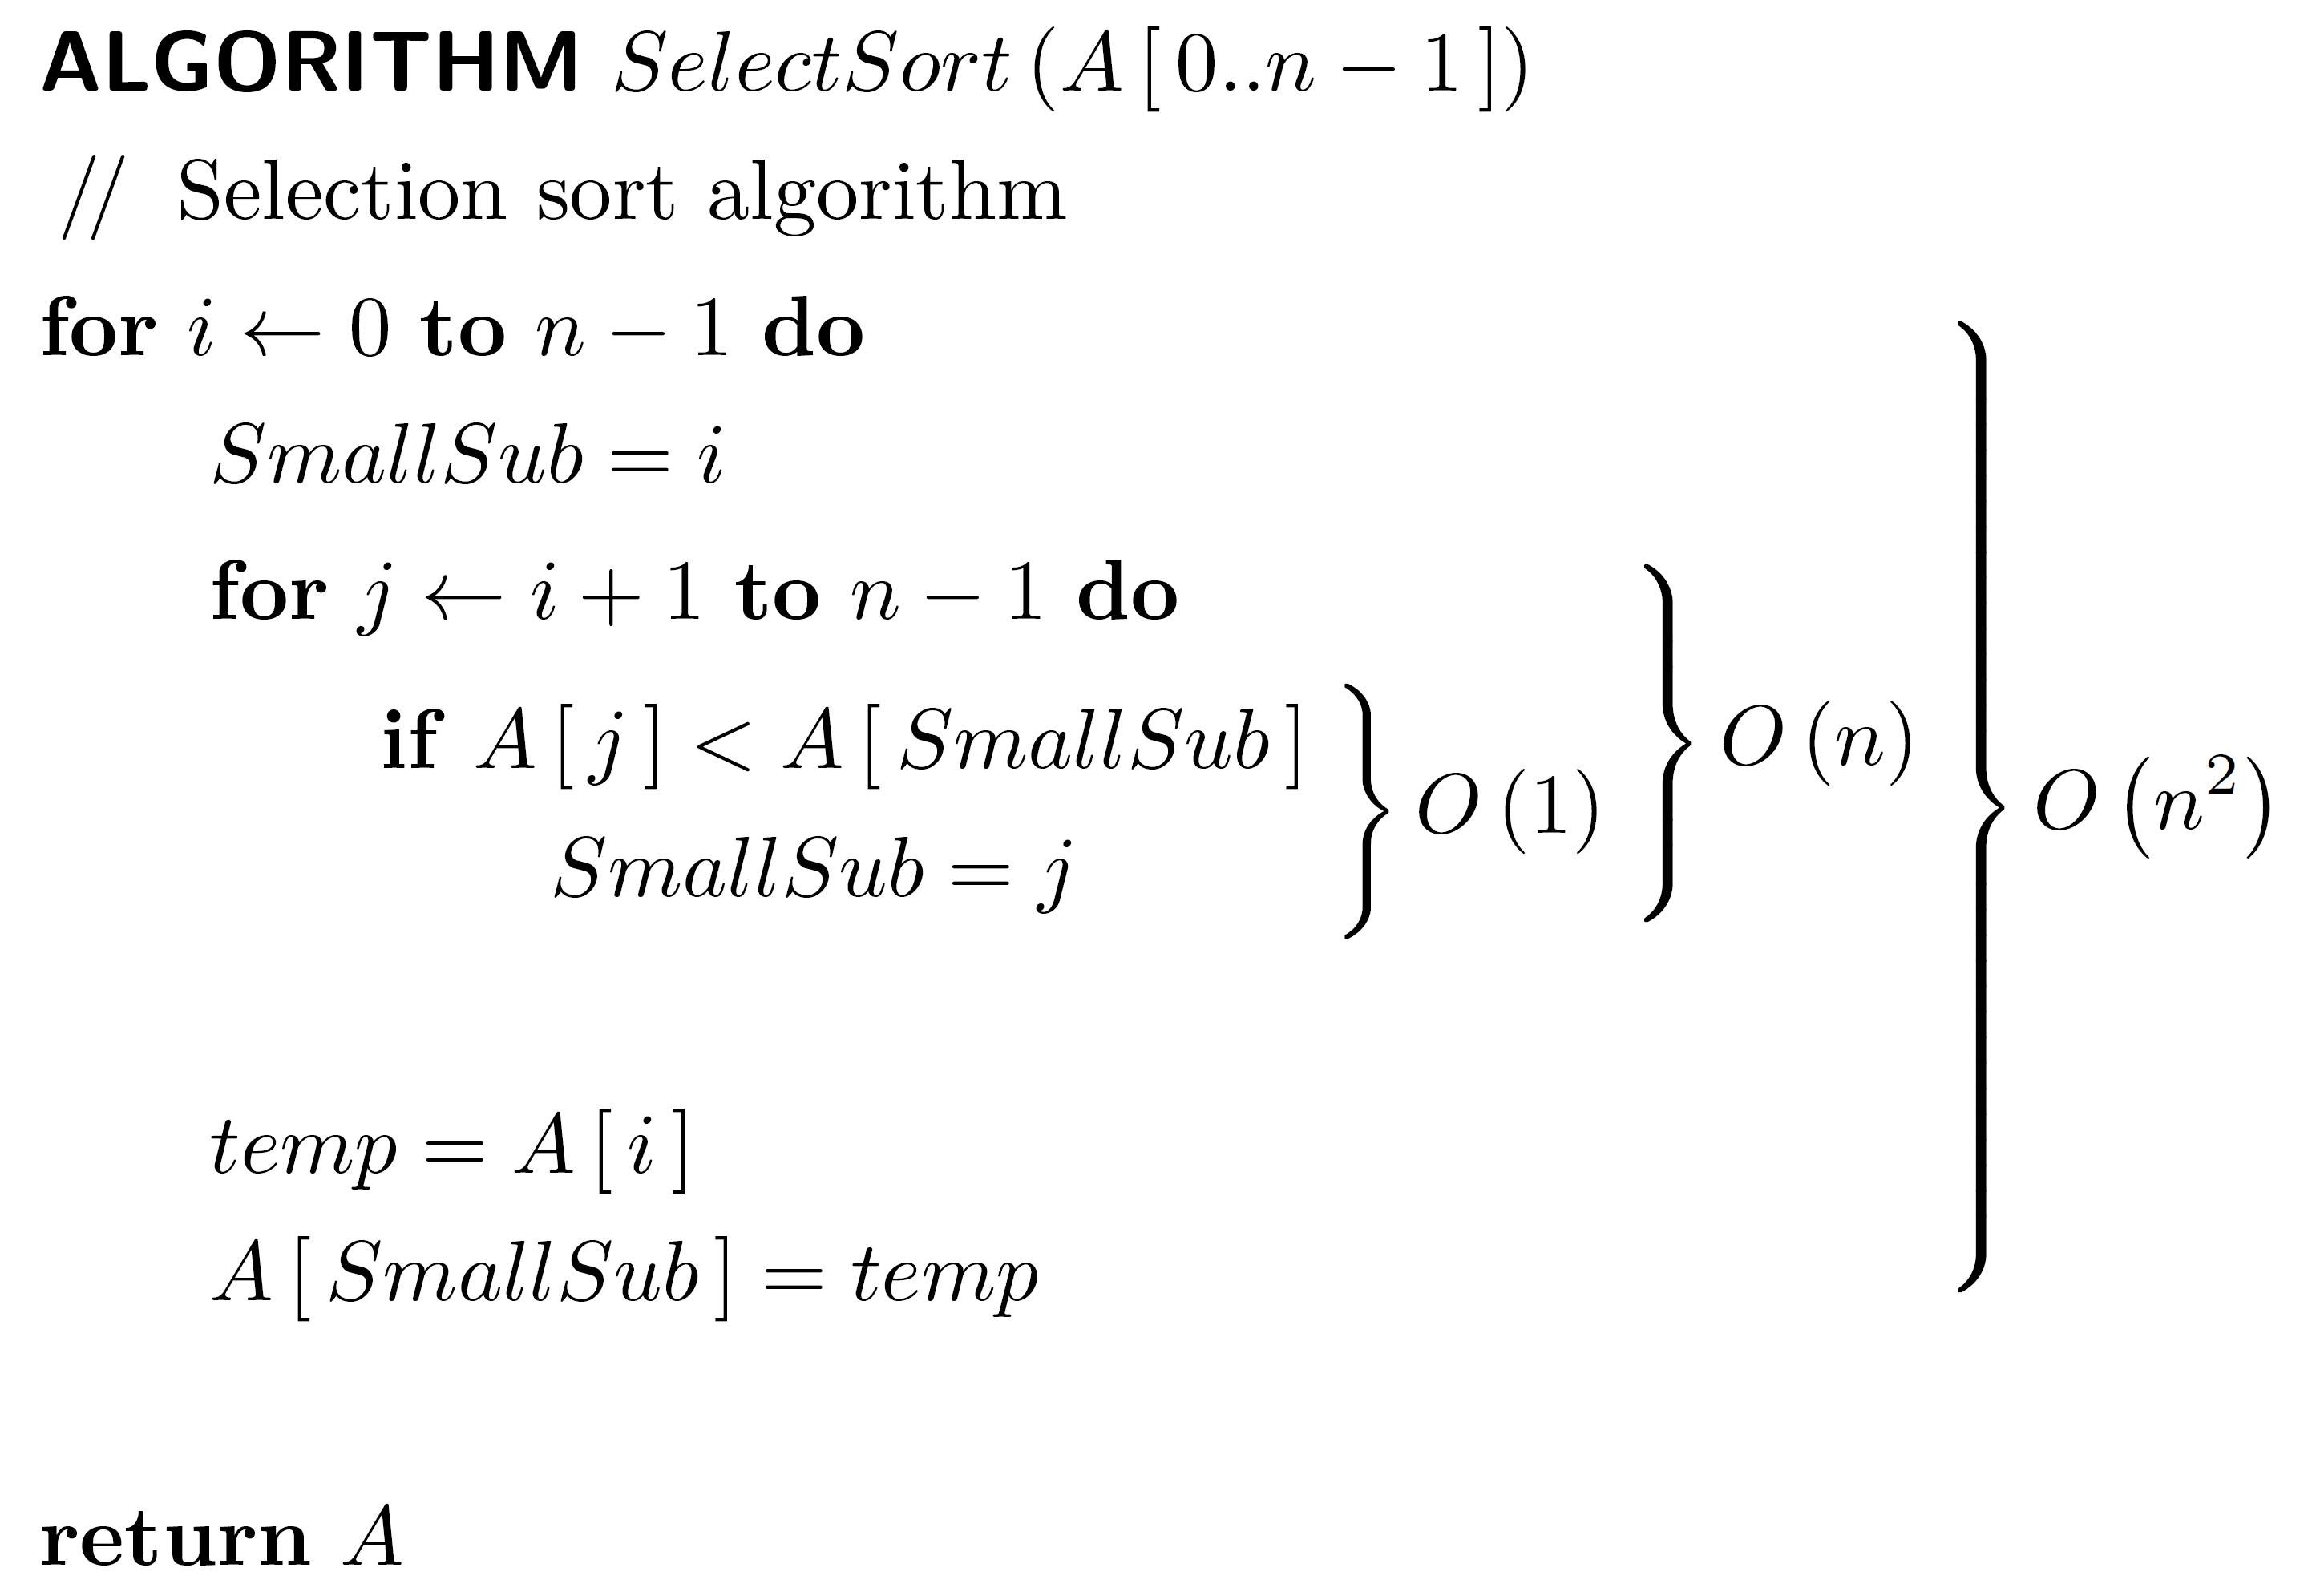 ALGORITHM SelectSort (A [ 0..n − 1 ])
// Selection sort algorithm
for i ← 0 to n − 1 do
SmallSub = i
for j ← i + 1 to n − 1 do
if A [ j ] < A [ SmallSub ]
SmallSub = j
O (1)
O (n)
O (n²)
temp = A [ i ]
A [ SmallSub ] = temp
return A